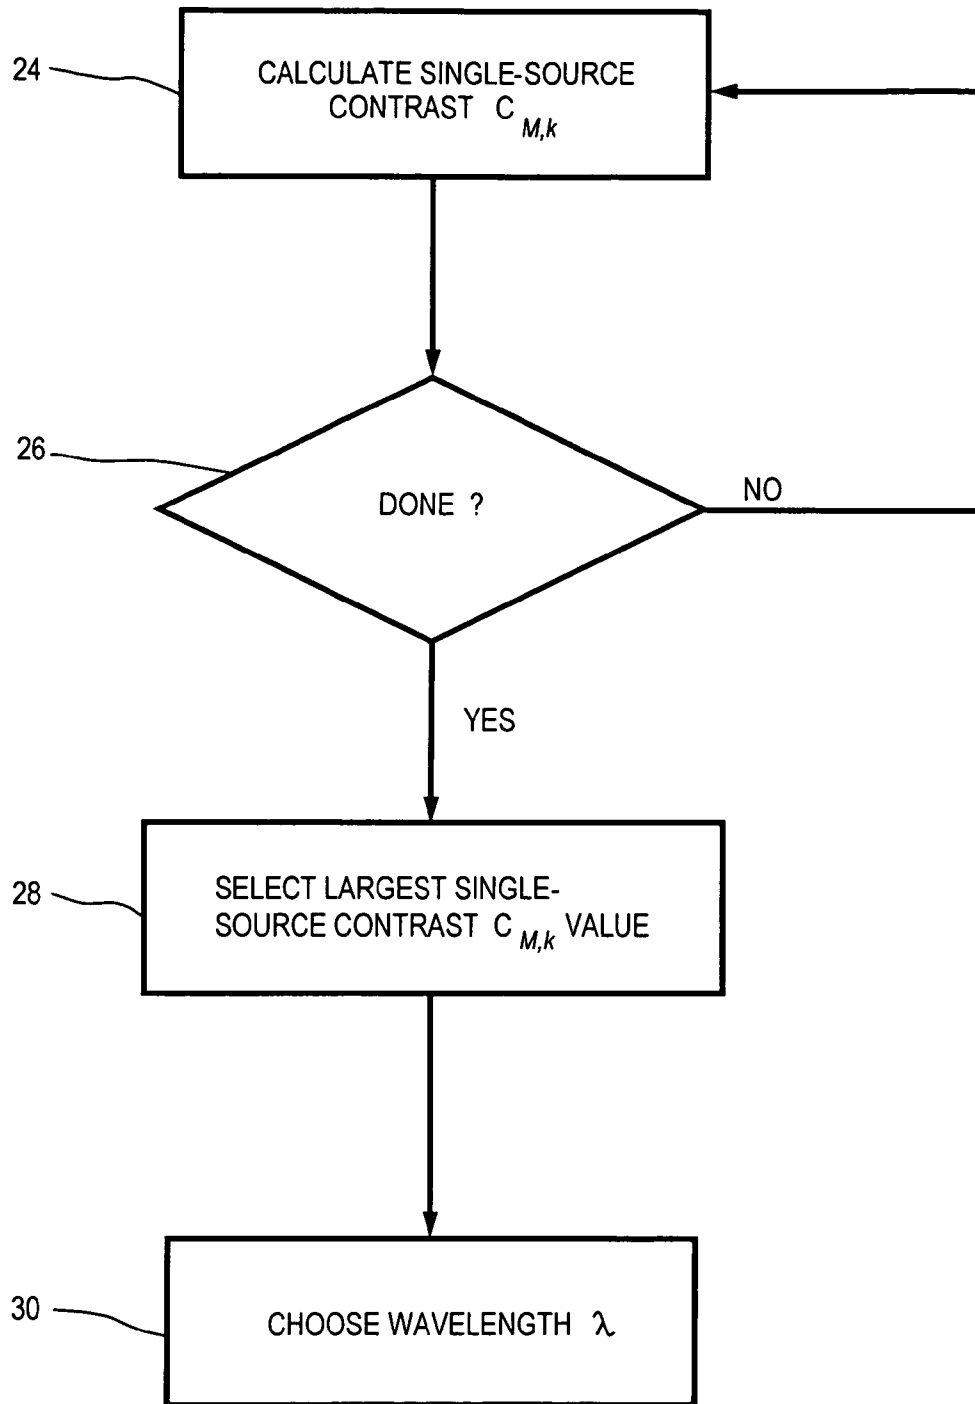 24
CALCULATE SINGLE-SOURCE
CONTRAST C M,k
26
DONE ?
NO
YES
28
SELECT LARGEST SINGLE-
SOURCE CONTRAST C M,k VALUE
30
CHOOSE WAVELENGTH λ